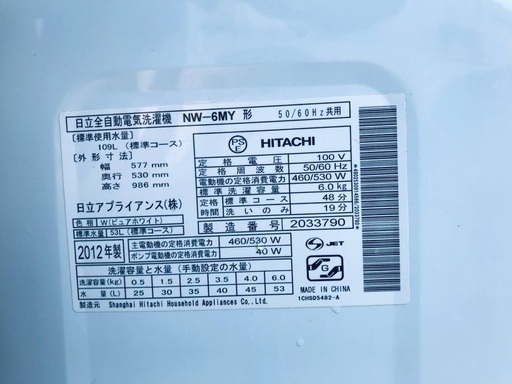 日立全自動電気洗濯機 NW-6MY 形 50/60Hz共用
[標準使用水量]
109L (標準コース)
[外形寸法]
幅 577 mm
奥行 530 mm
高さ 986 mm
日立アプライアンス(株)
色相 W(ピュアホワイト)
標準水量 53L(標準コース)
PSE HITACHI
定格電圧 100 V
定格周波数 50/60 Hz
電動機の定格消費電力 460/530 W
標準洗濯容量 6.0kg
定格時間 標準コース 48分
洗いのみ 19分
製造番号 2033790
2012年製
主電動機の定格消費電力 460/530 W
ポンプ電動機の定格消費電力 40 W
S JET
洗濯容量と水量 (手動設定の水量)
洗濯容量(kg) 0.5 1.5 2.5 3.5 4.0 6.0
水量(L) 25 30 35 40 45 53
製造元 Shanghai Hitachi Household Appliances Co.,Ltd.
1CHSD5482-A